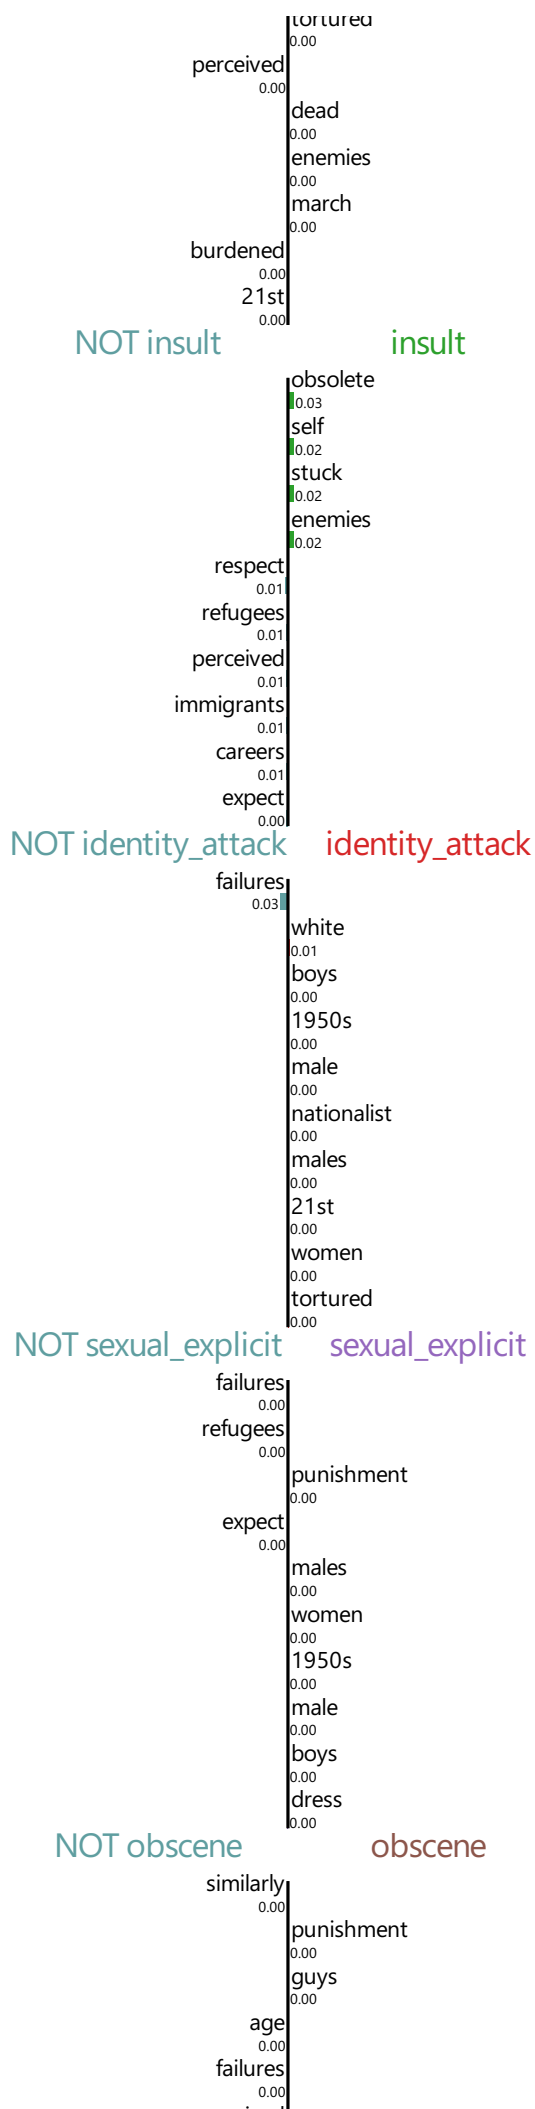 tortured
0.00
perceived
0.00
dead
0.00
enemies
0.00
march
0.00
burdened
0.00
21st
0.00
NOT insult insult
obsolete
0.03
self
0.02
stuck
0.02
enemies
0.02
respect
0.01
refugees
0.01
perceived
0.01
immigrants
0.01
careers
0.01
expect
0.00
NOT identity_attack identity_attack
failures
0.03
white
0.01
boys
0.00
1950s
0.00
male
0.00
nationalist
0.00
males
0.00
21st
0.00
women
0.00
tortured
0.00
NOT sexual_explicit sexual_explicit
failures
0.00
refugees
0.00
punishment
0.00
expect
0.00
males
0.00
women
0.00
1950s
0.00
male
0.00
boys
0.00
dress
0.00
NOT obscene obscene
similarly
0.00
punishment
0.00
guys
0.00
age
0.00
failures
0.00